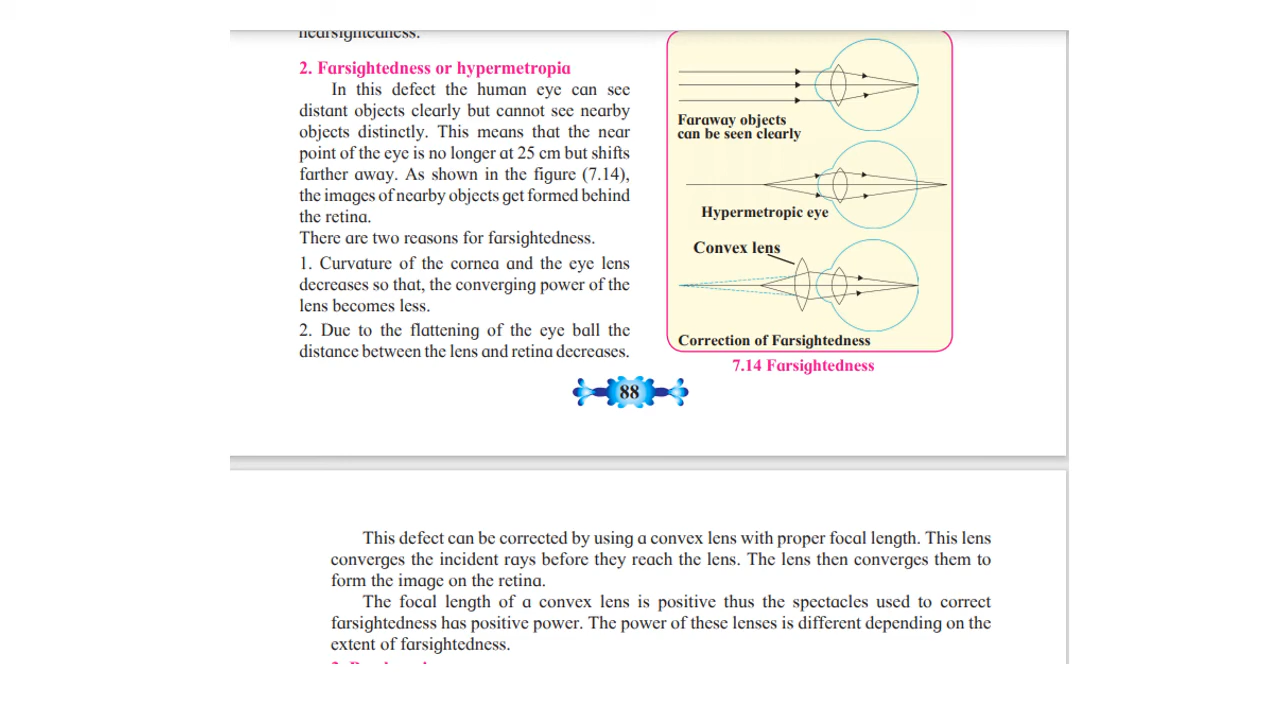 nearsightedness.
2. Farsightedness or hypermetropia
In this defect the human eye can see
distant objects clearly but cannot see nearby
objects distinctly. This means that the near
point of the eye is no longer at 25 cm but shifts
farther away. As shown in the figure (7.14),
the images of nearby objects get formed behind
the retina.
There are two reasons for farsightedness.
1. Curvature of the cornea and the eye lens
decreases so that, the converging power of the
lens becomes less.
2. Due to the flattening of the eye ball the
distance between the lens and retina decreases.
Faraway objects
can be seen clearly
Hypermetropic eye
Convex lens
Correction of Farsightedness
7.14 Farsightedness
88
This defect can be corrected by using a convex lens with proper focal length. This lens
converges the incident rays before they reach the lens. The lens then converges them to
form the image on the retina.
The focal length of a convex lens is positive thus the spectacles used to correct
farsightedness has positive power. The power of these lenses is different depending on the
extent of farsightedness.